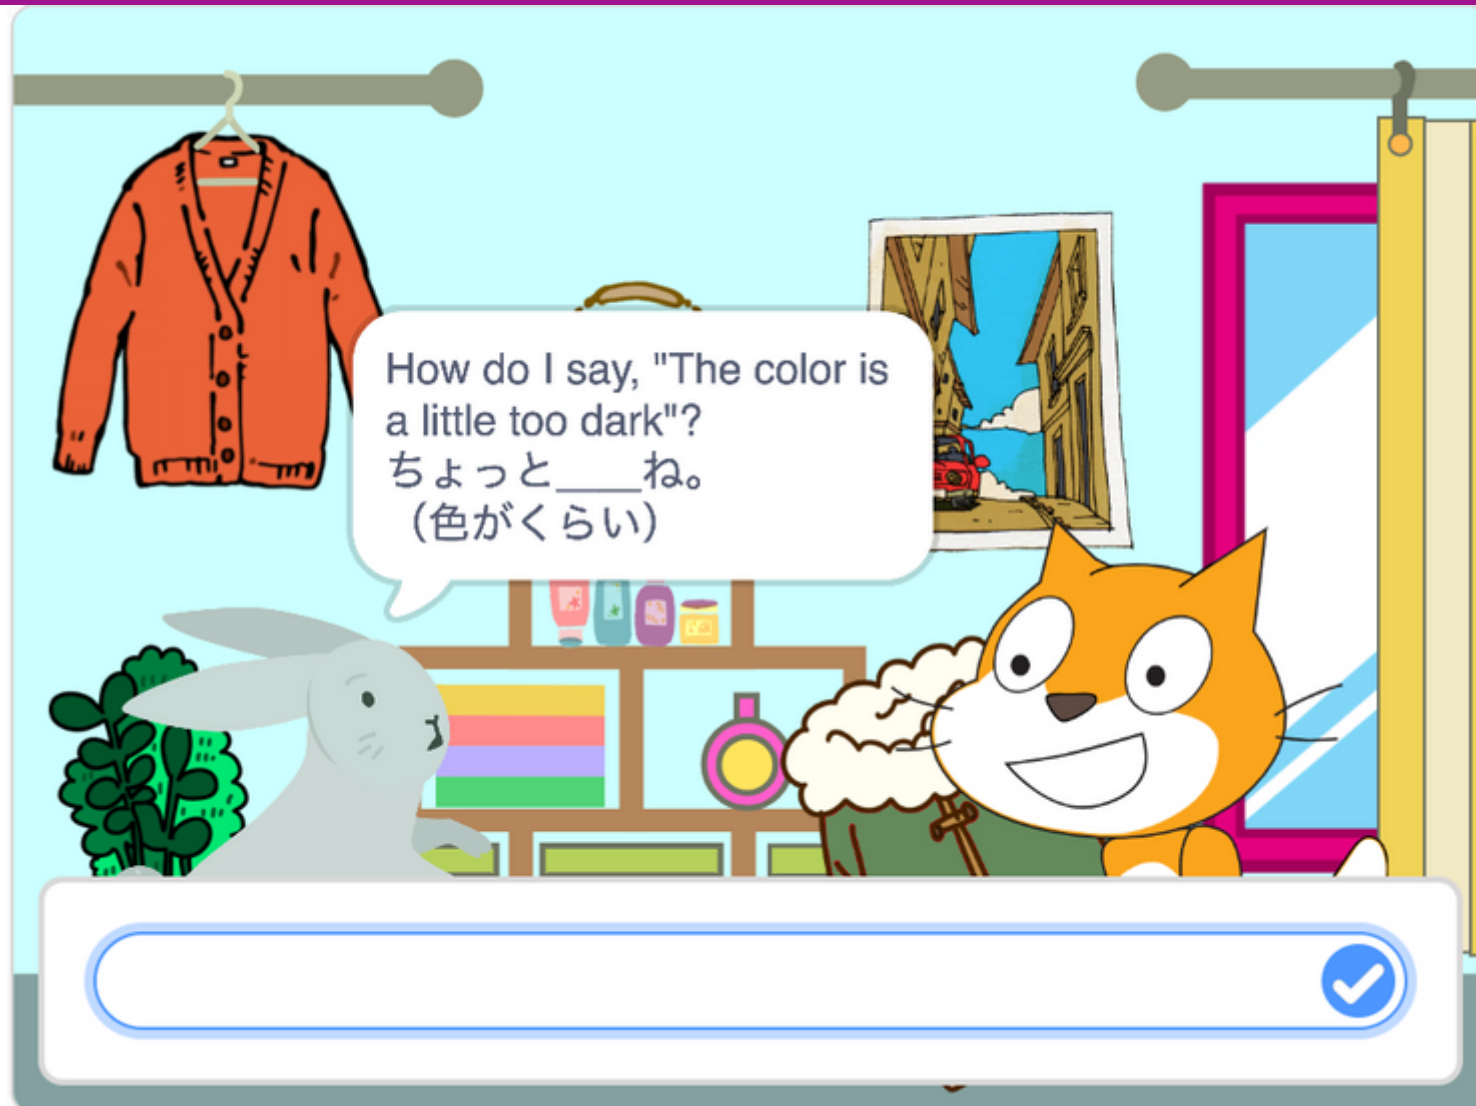 How do I say, "The color is
a little too dark"?
ちょっと____ね。
（色がくらい）